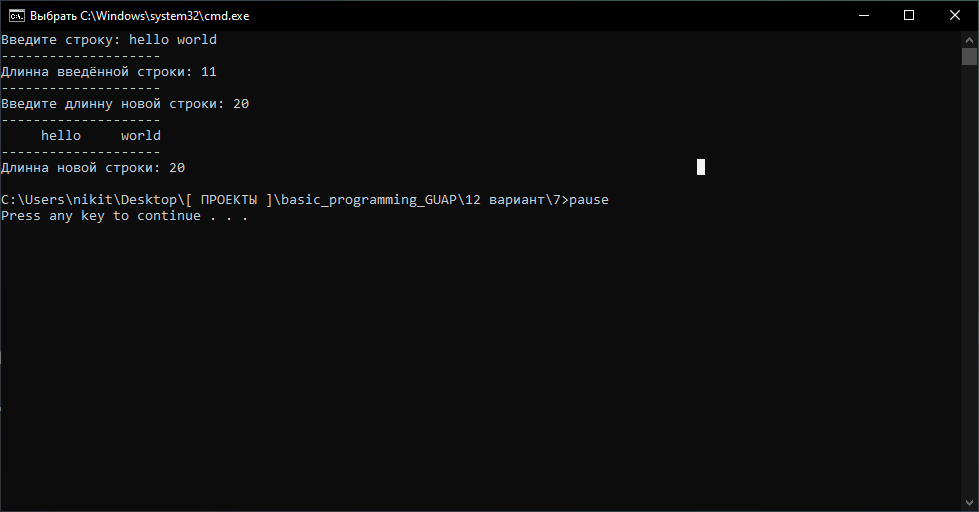 Выбрать C:\Windows\system32\cmd.exe
Введите строку: hello world
--------------------
Длинна введённой строки: 11
--------------------
Введите длинну новой строки: 20
--------------------
     hello     world
--------------------
Длинна новой строки: 20
C:\Users\nikit\Desktop\[ ПРОЕКТЫ ]\basic_programming_GUAP\12 вариант\7>pause
Press any key to continue . . .